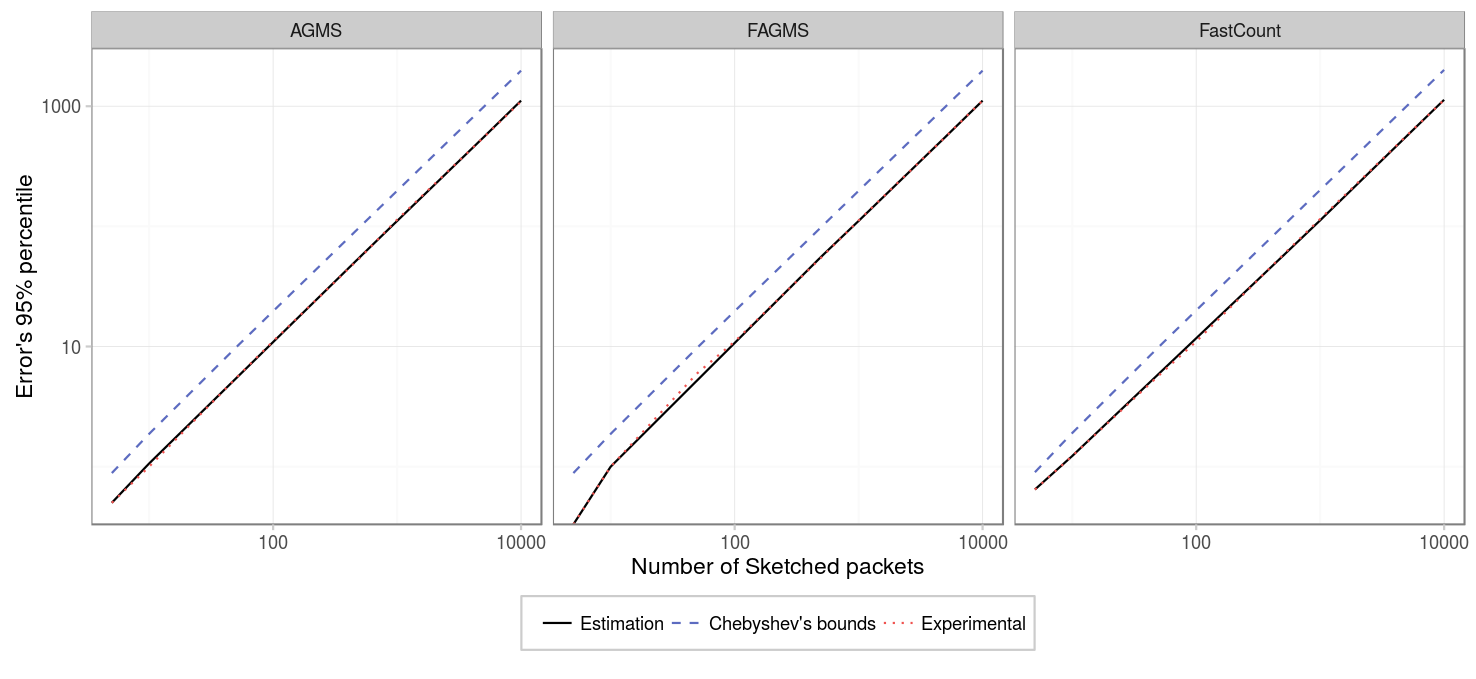 AGMS
FAGMS
FastCount
Error's 95% percentile
1000
10
100
10000
100
10000
100
10000
Number of Sketched packets
Estimation
Chebyshev's bounds
Experimental